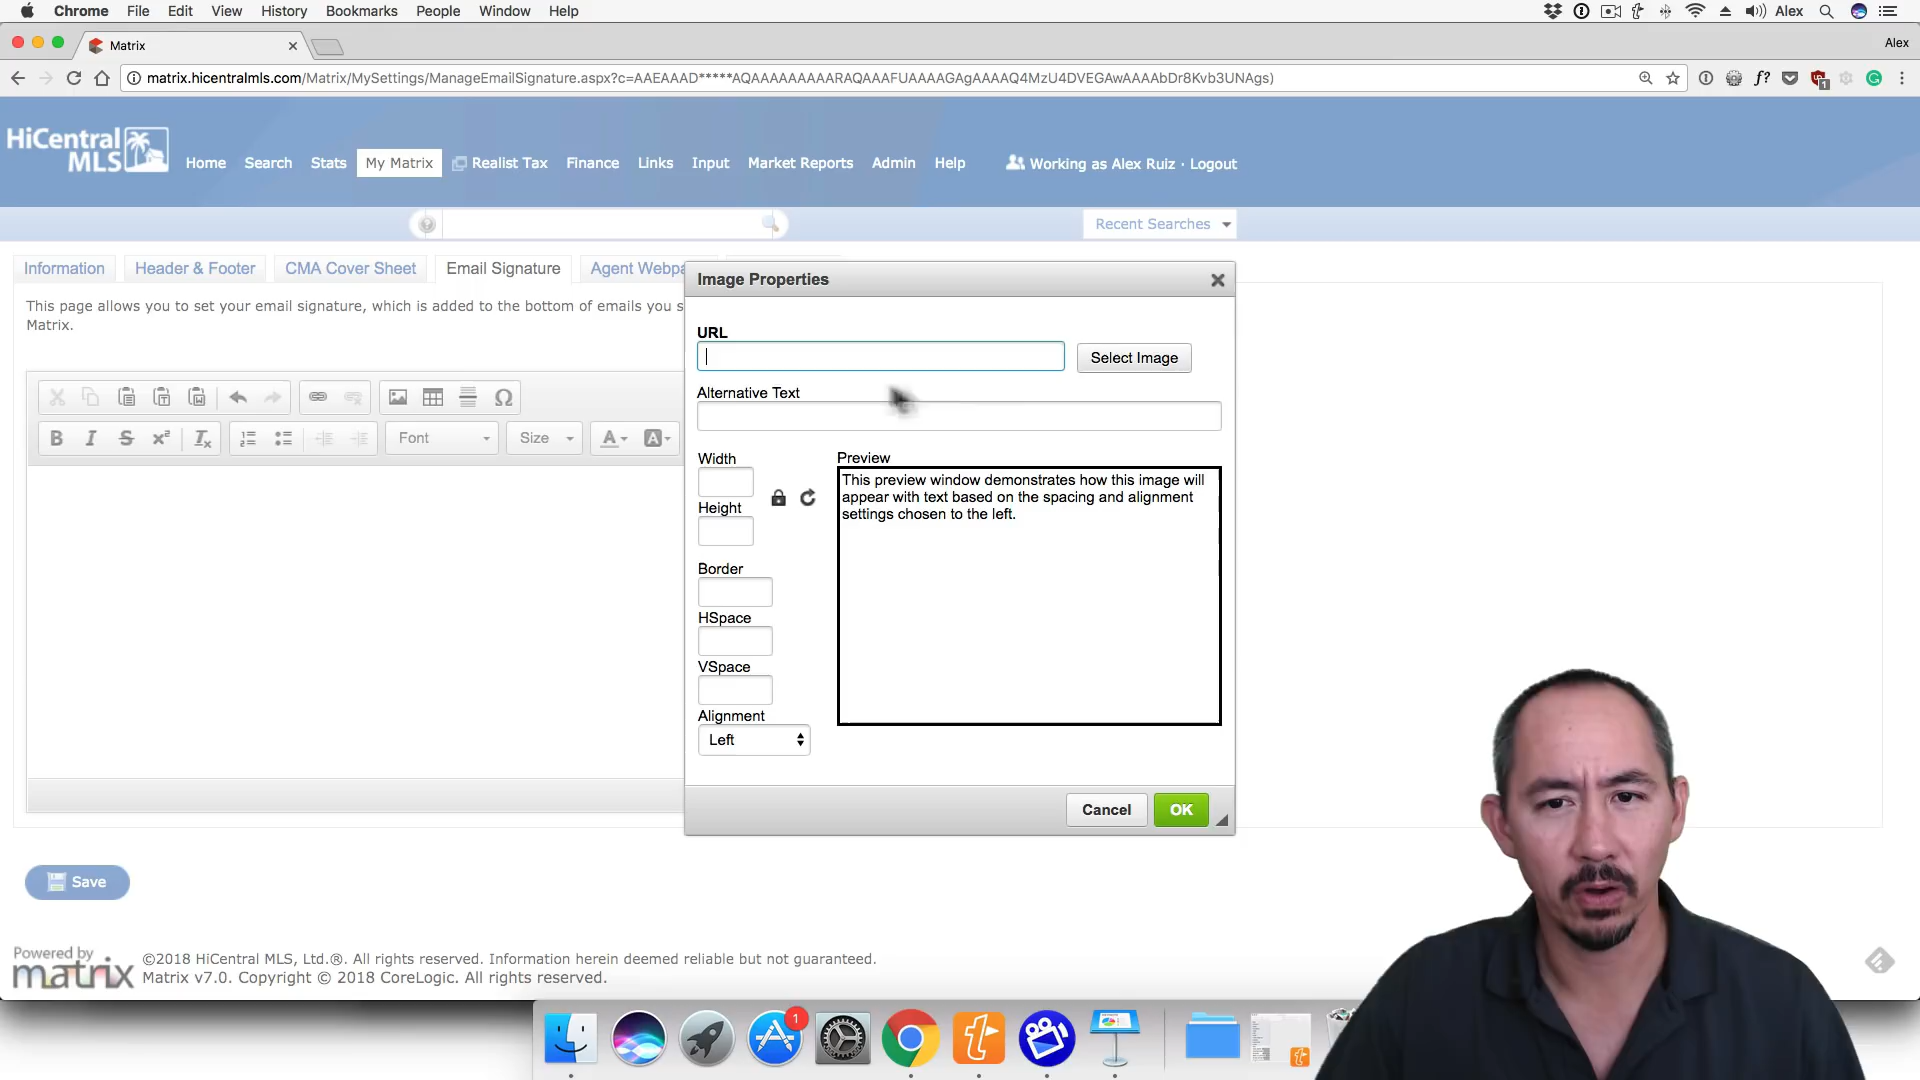 Chrome File Edit View History Bookmarks People Window Help Alex
Matrix
Alex
matrix.hicentralmls.com/Matrix/MySettings/ManageEmailSignature.aspx?c=AAEAAAD*****AQAAAAAAAAARAQAAAFUAAAAGAgAAAAQ4MzU4DVEGAwAAAAbDr8Kvb3UNAgs)
f? 1
HiCentral
MLS
Home Search Stats My Matrix Realist Tax Finance Links Input Market Reports Admin Help Working as Alex Ruiz · Logout
Recent Searches
Information Header & Footer CMA Cover Sheet Email Signature Agent Webpa
This page allows you to set your email signature, which is added to the bottom of emails you s
Matrix.
Image Properties
URL
Select Image
Alternative Text
B I S x² Tx Font Size A A
Width
Height
Border
HSpace
VSpace
Alignment
Left
Preview
This preview window demonstrates how this image will
appear with text based on the spacing and alignment
settings chosen to the left.
Cancel OK
Save
Powered by
matrix
©2018 HiCentral MLS, Ltd.®. All rights reserved. Information herein deemed reliable but not guaranteed.
Matrix v7.0. Copyright © 2018 CoreLogic. All rights reserved.
1